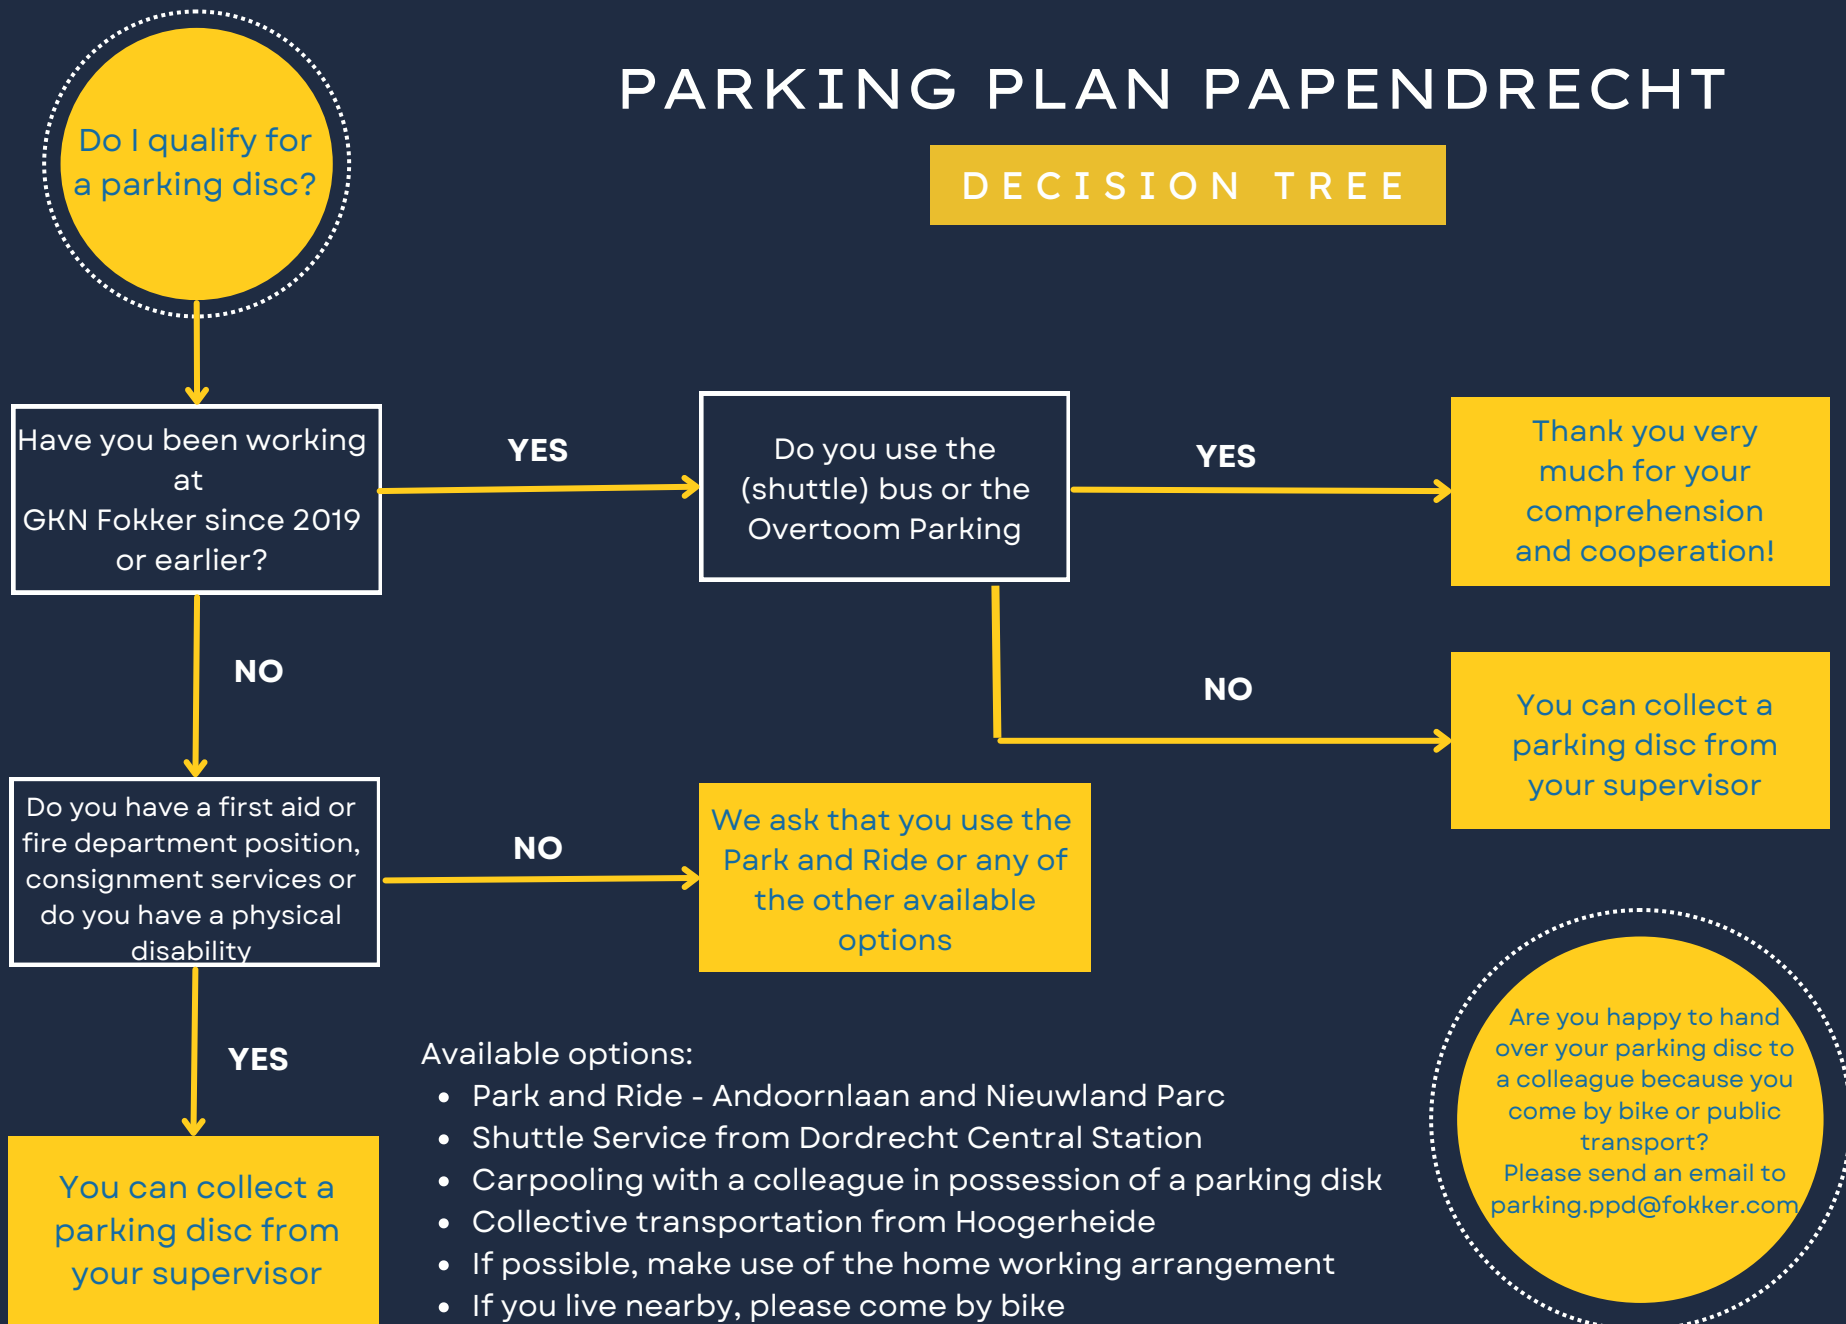 PARKING PLAN PAPENDRECHT
DECISION TREE
Do I qualify for
a parking disc?
Have you been working
at
GKN Fokker since 2019
or earlier?
YES
Do you use the
(shuttle) bus or the
Overtoom Parking
YES
Thank you very
much for your
comprehension
and cooperation!
NO
NO
You can collect a
parking disc from
your supervisor
Do you have a first aid or
fire department position,
consignment services or
do you have a physical
disability
NO
We ask that you use the
Park and Ride or any of
the other available
options
YES
You can collect a
parking disc from
your supervisor
Available options:
• Park and Ride - Andoornlaan and Nieuwland Parc
• Shuttle Service from Dordrecht Central Station
• Carpooling with a colleague in possession of a parking disk
• Collective transportation from Hoogerheide
• If possible, make use of the home working arrangement
• If you live nearby, please come by bike
Are you happy to hand
over your parking disc to
a colleague because you
come by bike or public
transport?
Please send an email to
parking.ppd@fokker.com